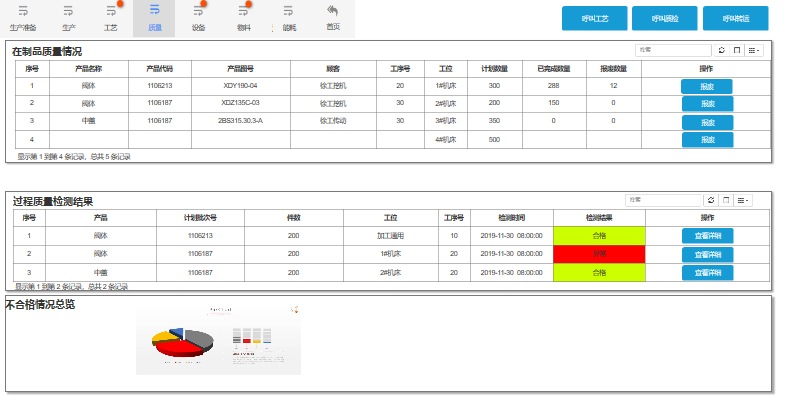 生产准备 生产 工艺 质量 设备 物料 能耗 首页
呼叫工艺 呼叫质检 呼叫转运
在制品质量情况
搜索
序号 产品名称 产品代码 产品图号 顾客 工序号 工位 计划数量 已完成数量 报废数量 操作
1 阀体 1106213 XDY190-04 徐工挖机 20 1#机床 300 288 12 报废
2 阀体 1106187 XDZ135C-03 徐工挖机 30 2#机床 200 150 0 报废
3 中盖 1106187 2BS315.30.3-A 徐工传动 30 3#机床 350 0 0 报废
4 4#机床 500 报废
显示第 1 到第 4 条记录，总共 5 条记录
过程质量检测结果
搜索
序号 产品 计划批次号 件数 工位 工序号 检测时间 检测结果 操作
1 阀体 1106213 200 加工通用 10 2019-11-30 08:00:00 合格 查看详细
2 阀体 1106187 200 1#机床 20 2019-11-30 08:00:00 查看详细
3 中盖 1106187 200 2#机床 20 2019-11-30 08:00:00 合格 查看详细
显示第 1 到第 2 条记录，总共 2 条记录
不合格情况总览